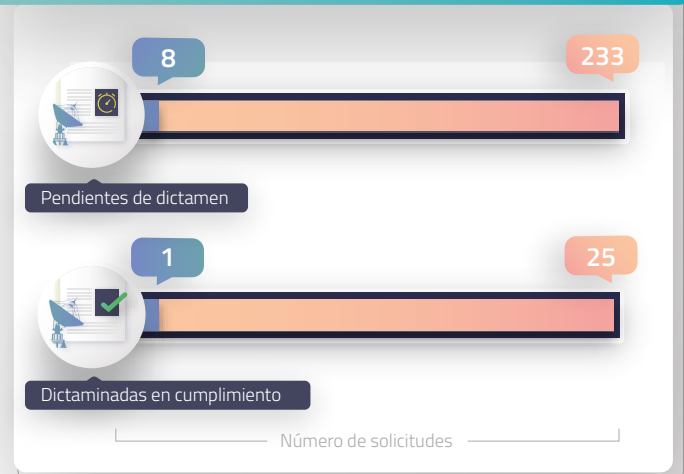 8
233
Pendientes de dictamen
1
25
Dictaminadas en cumplimiento
Número de solicitudes